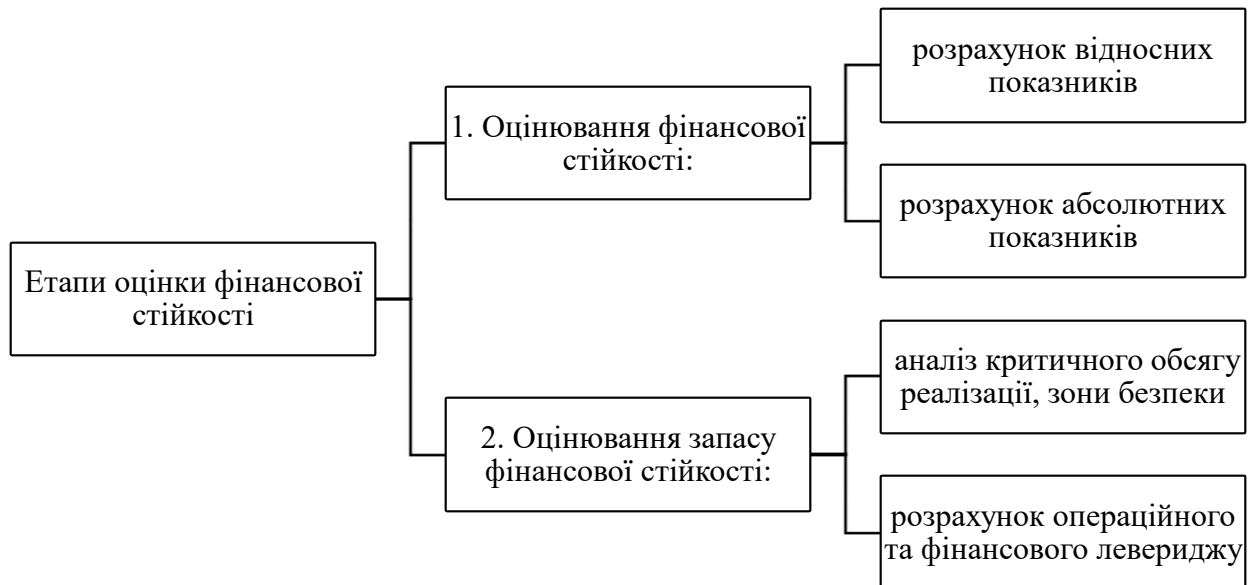 Етапи оцінки фінансової
стійкості
1. Оцінювання фінансової
стійкості:
розрахунок відносних
показників
розрахунок абсолютних
показників
2. Оцінювання запасу
фінансової стійкості:
аналіз критичного обсягу
реалізації, зони безпеки
розрахунок операційного
та фінансового левериджу